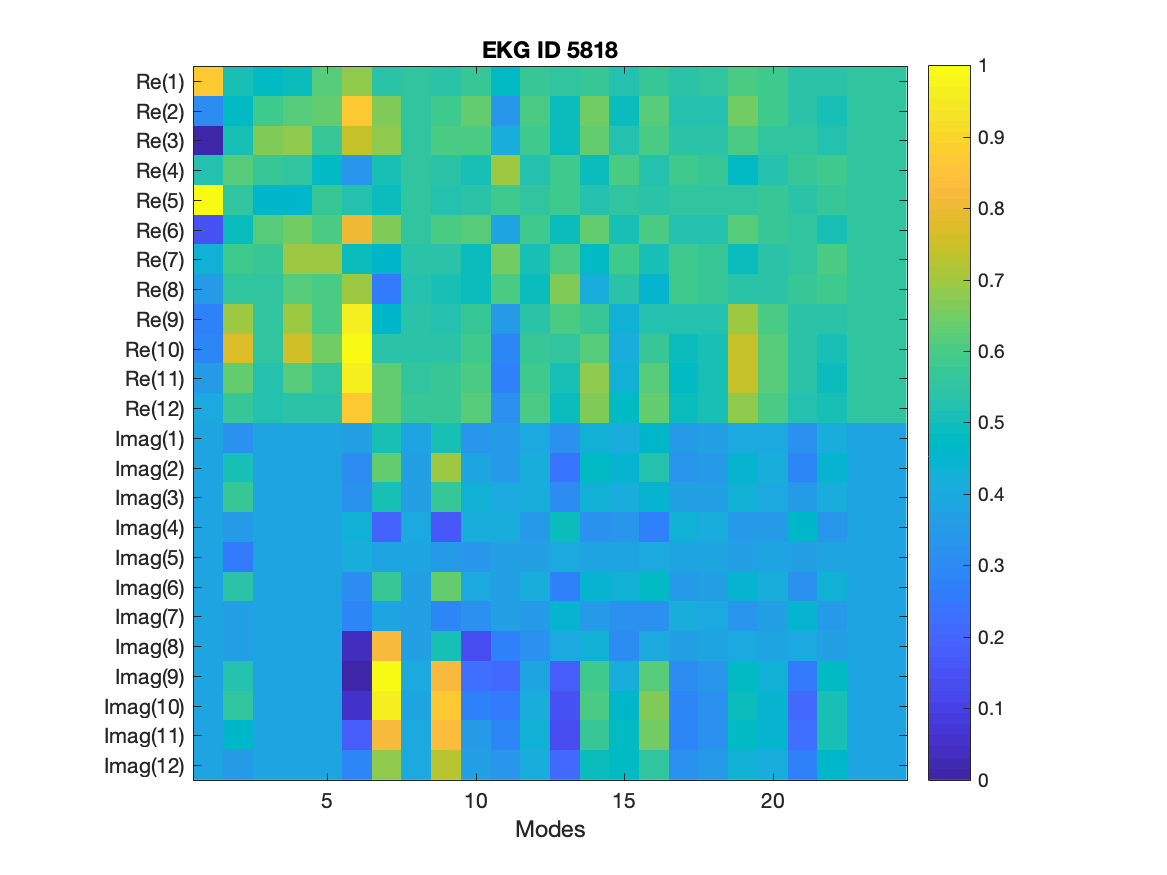 EKG ID 5818
Re(1)
Re(2)
Re(3)
Re(4)
Re(5)
Re(6)
Re(7)
Re(8)
Re(9)
Re(10)
Re(11)
Re(12)
Imag(1)
Imag(2)
Imag(3)
Imag(4)
Imag(5)
Imag(6)
Imag(7)
Imag(8)
Imag(9)
Imag(10)
Imag(11)
Imag(12)
5 10 15 20
Modes
1
0.9
0.8
0.7
0.6
0.5
0.4
0.3
0.2
0.1
0